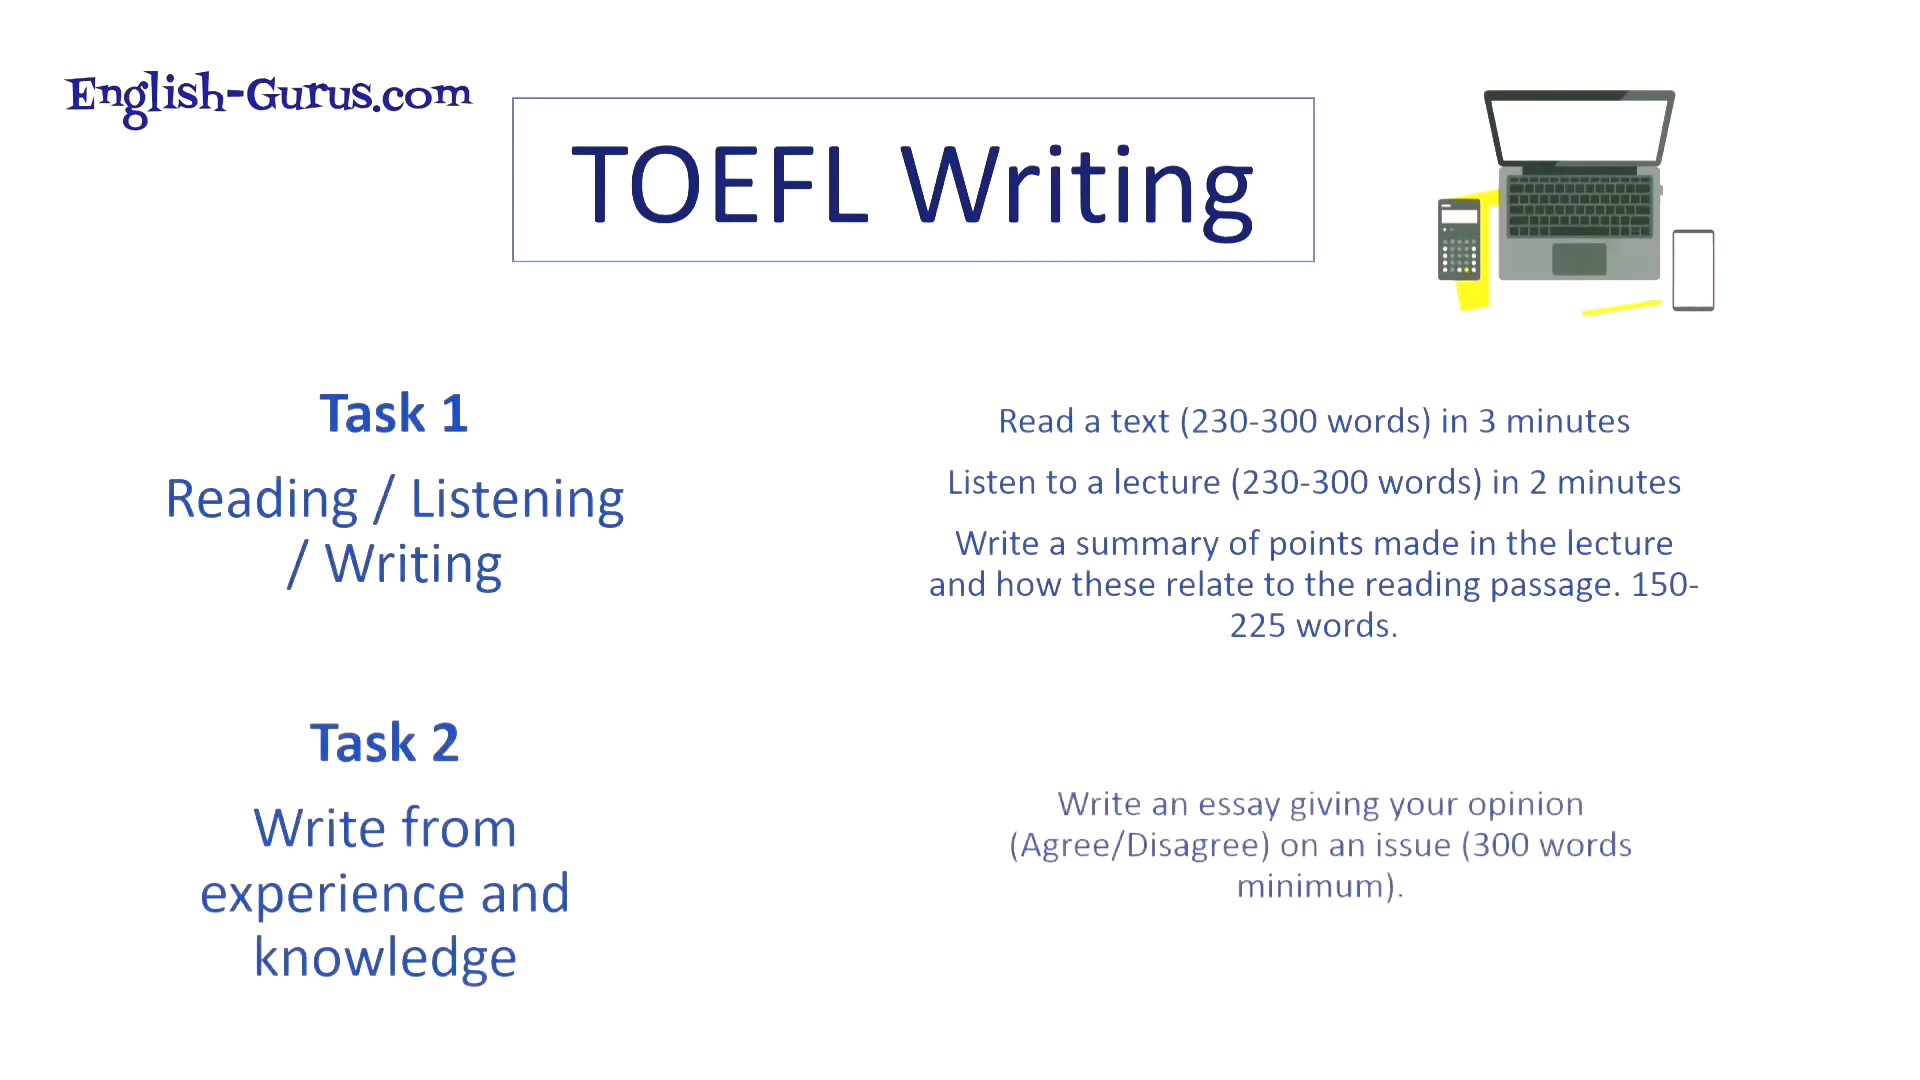 English-Gurus.com
TOEFL Writing
Task 1
Reading / Listening
/ Writing
Read a text (230-300 words) in 3 minutes
Listen to a lecture (230-300 words) in 2 minutes
Write a summary of points made in the lecture
and how these relate to the reading passage. 150-
225 words.
Task 2
Write from
experience and
knowledge
Write an essay giving your opinion
(Agree/Disagree) on an issue (300 words
minimum).